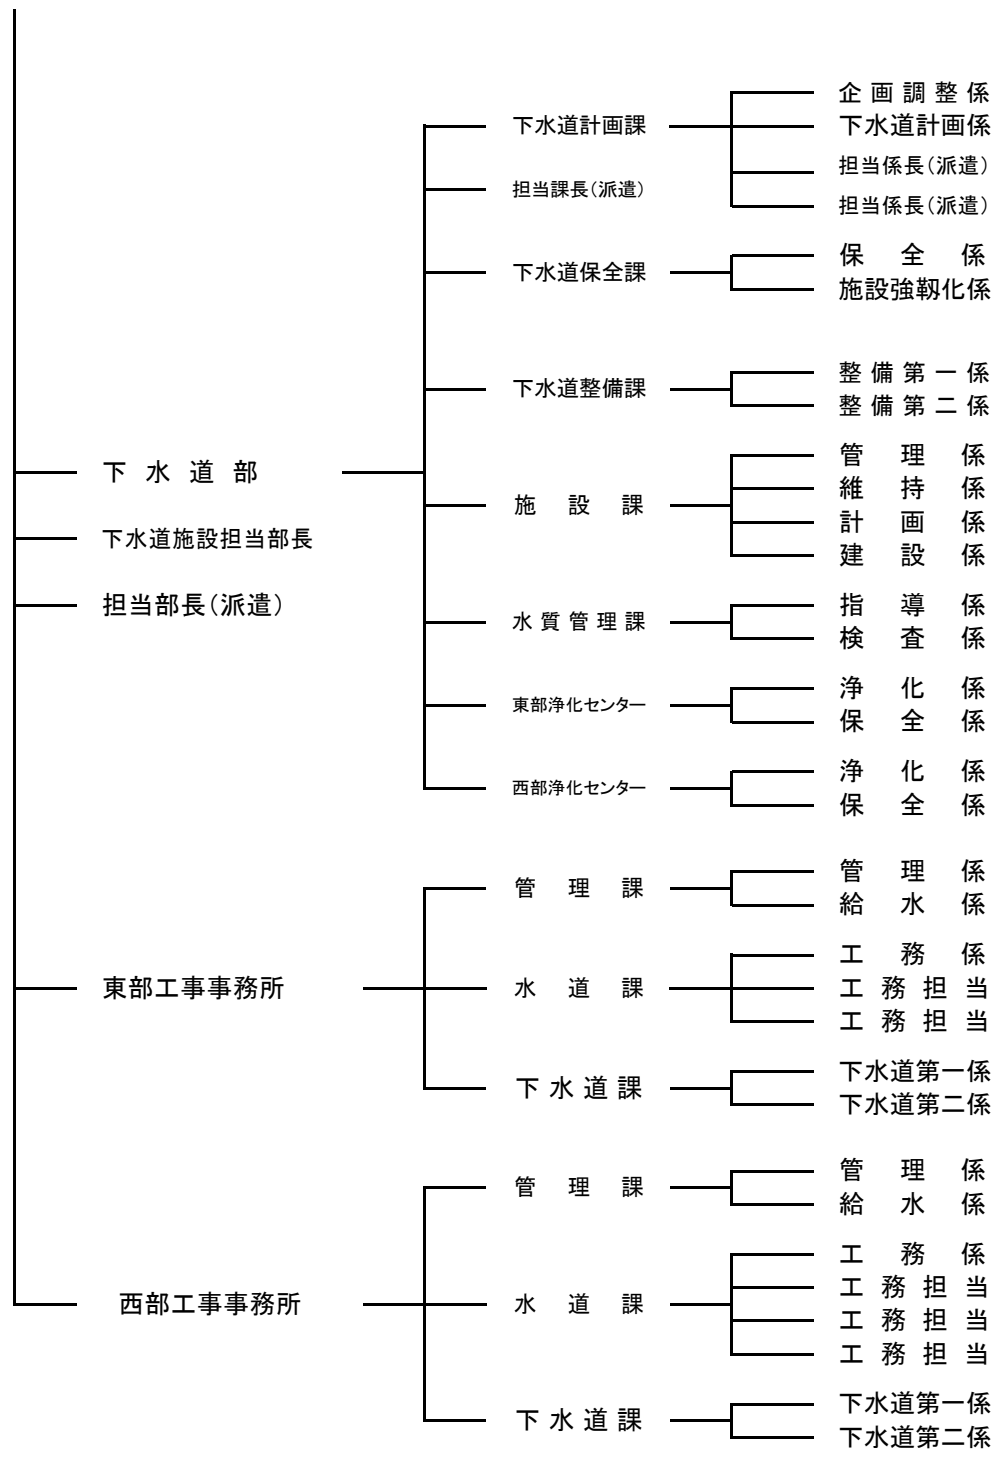 企画調整係
下水道計画課
下水道計画係
担当係長（派遣）
担当課長（派遣）
担当係長（派遣）
保全係
下水道保全課
施設強靱化係
整備第一係
下水道整備課
整備第二係
管理係
下水道部
維持係
施設課
計画係
下水道施設担当部長
建設係
担当部長（派遣）
指導係
水質管理課
検査係
浄化係
東部浄化センター
保全係
浄化係
西部浄化センター
保全係
管理係
管理課
給水係
工務係
東部工事事務所
水道課
工務担当
工務担当
下水道第一係
下水道課
下水道第二係
管理係
管理課
給水係
工務係
工務担当
西部工事事務所
水道課
工務担当
工務担当
下水道第一係
下水道課
下水道第二係